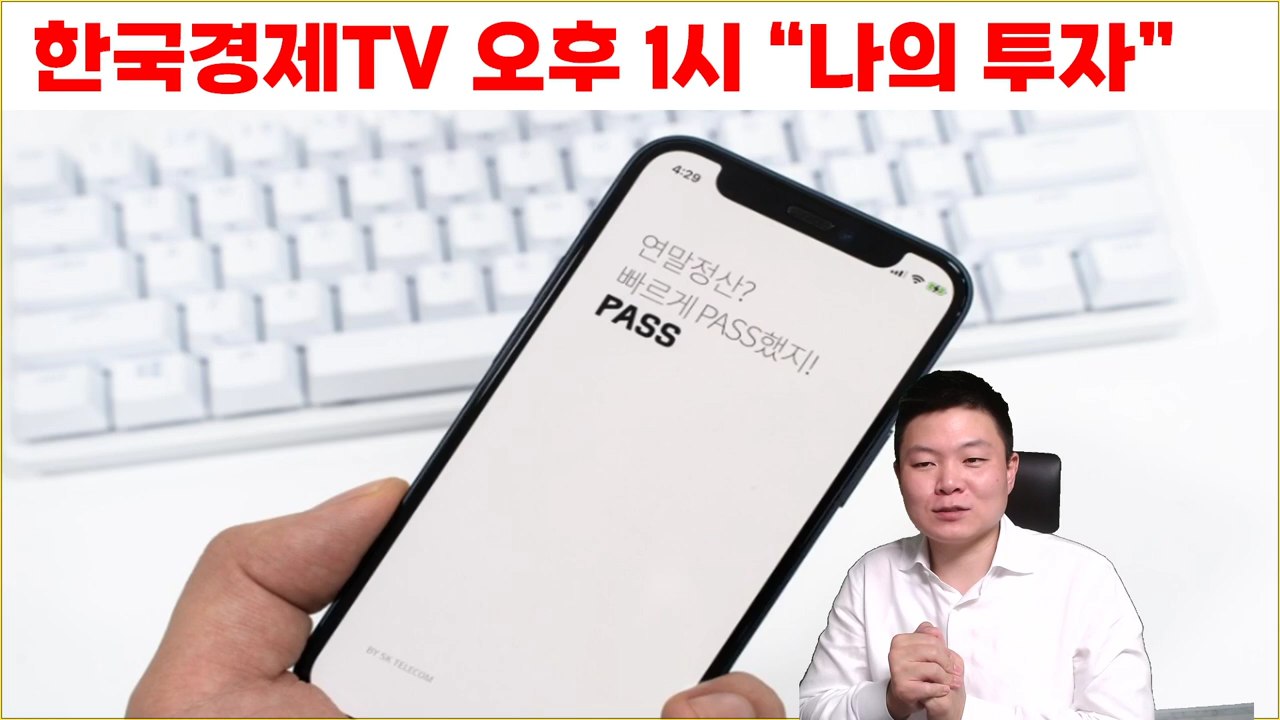 한국경제TV 오후 1시 “나의 투자”
4:29
연말정산?
빠르게 PASS했지!
PASS
BY SK TELECOM